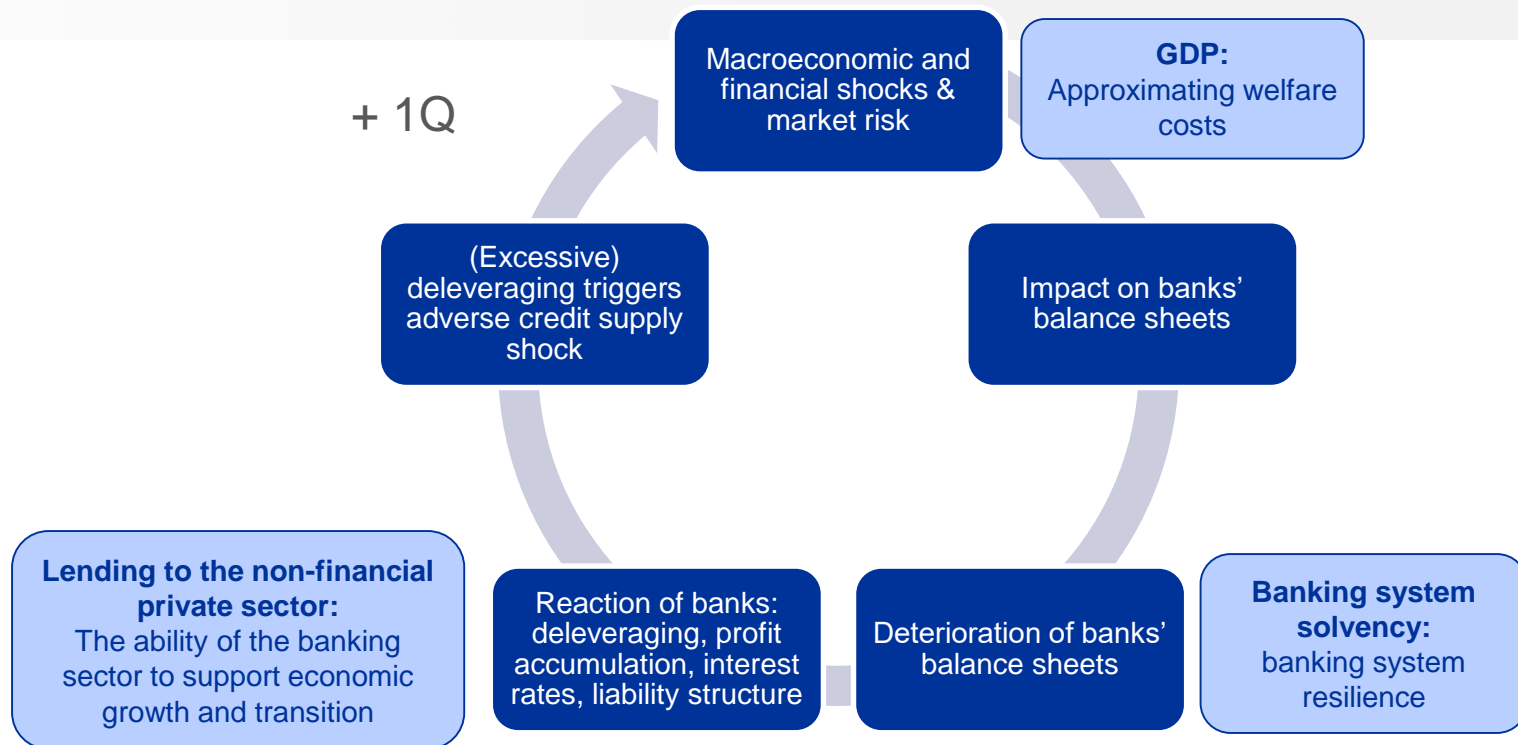 Macroeconomic and
financial shocks &
market risk
GDP:
Approximating welfare
costs
+ 1Q
(Excessive)
deleveraging triggers
adverse credit supply
shock
Impact on banks’
balance sheets
Lending to the non-financial
private sector:
The ability of the banking
sector to support economic
growth and transition
Reaction of banks:
deleveraging, profit
accumulation, interest
rates, liability structure
Deterioration of banks’
balance sheets
Banking system
solvency:
banking system
resilience